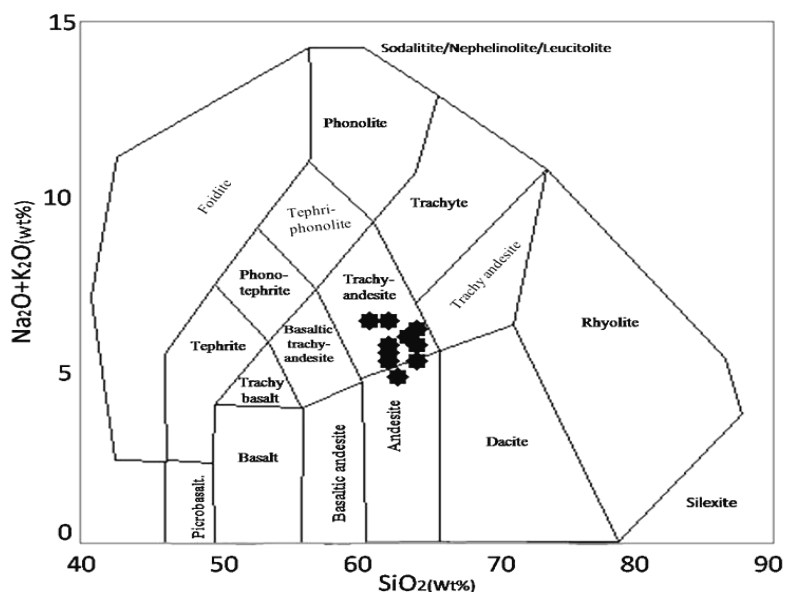 15
Sodalitite/Nephelinolite/Leucitolite
Phonolite
10
Foidite
Tephri-
phonolite
Trachyte
Phono-
tephrite
Trachy-
andesite
Trachy andesite
Na2O+K2O(wt%)
Rhyolite
Tephrite
Basaltic
trachy-
andesite
5
Trachy
basalt
Basalt
Basaltic andesite
Andesite
Dacite
Picrobasalt.
Silexite
0
40
50
60
70
80
90
SiO2(Wt%)